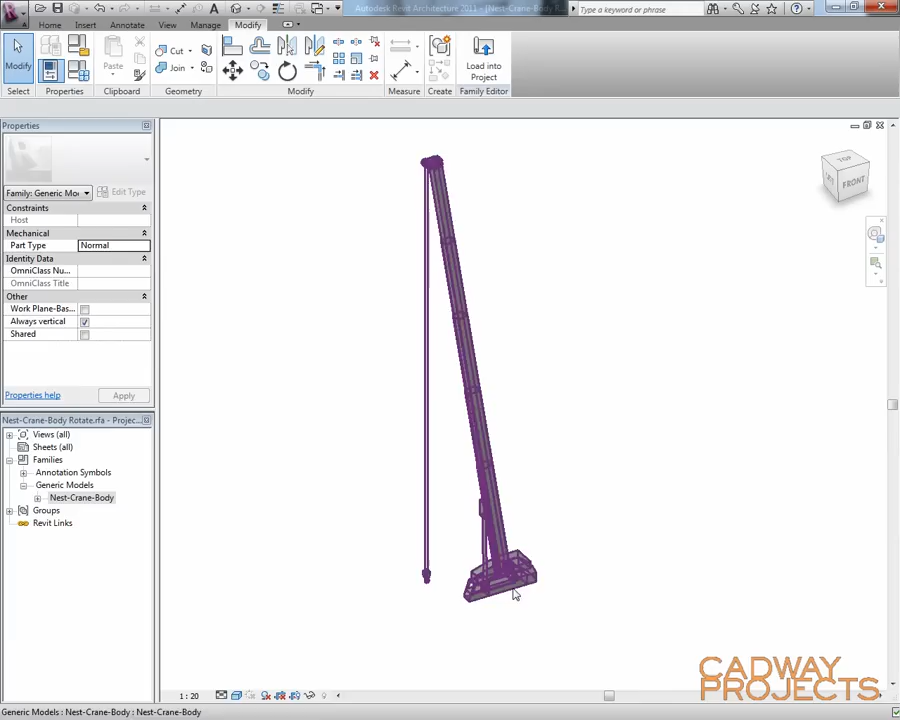 Autodesk Revit Architecture 2011 - [Nest-Crane-Body R...
Type a keyword or phrase
Home Insert Annotate View Manage Modify
Modify Paste Cut Join Load into Project
Select Properties Clipboard Geometry Modify Measure Create Family Editor
Properties
Family: Generic Mo Edit Type
Constraints
Host
Mechanical
Part Type Normal
Identity Data
OmniClass Nu...
OmniClass Title
Other
Work Plane-Bas...
Always vertical
Shared
Properties help Apply
Nest-Crane-Body Rotate.rfa - Projec...
Views (all)
Sheets (all)
Families
Annotation Symbols
Generic Models
Nest-Crane-Body
Groups
Revit Links
TOP
FRONT
1 : 20
CADWAY
PROJECTS
Generic Models : Nest-Crane-Body : Nest-Crane-Body